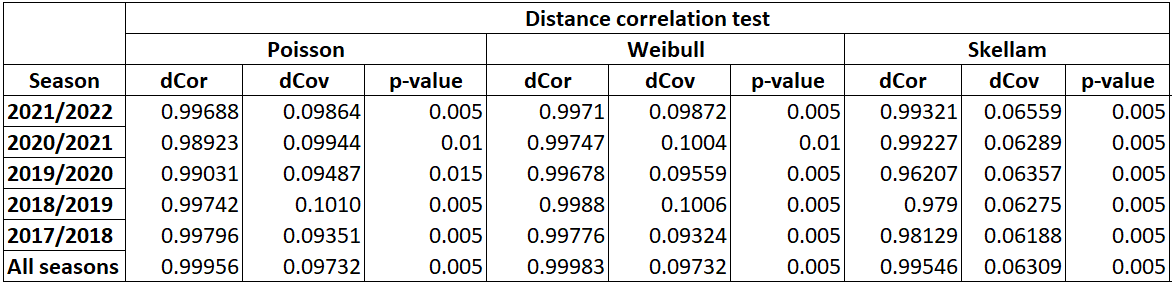 Distance correlation test
Poisson Weibull Skellam
Season dCor dCov p-value dCor dCov p-value dCor dCov p-value
2021/2022 0.99688 0.09864 0.005 0.9971 0.09872 0.005 0.99321 0.06559 0.005
2020/2021 0.98923 0.09944 0.01 0.99747 0.1004 0.01 0.99227 0.06289 0.005
2019/2020 0.99031 0.09487 0.015 0.99678 0.09559 0.005 0.96207 0.06357 0.005
2018/2019 0.99742 0.1010 0.005 0.9988 0.1006 0.005 0.979 0.06275 0.005
2017/2018 0.99796 0.09351 0.005 0.99776 0.09324 0.005 0.98129 0.06188 0.005
All seasons 0.99956 0.09732 0.005 0.99983 0.09732 0.005 0.99546 0.06309 0.005